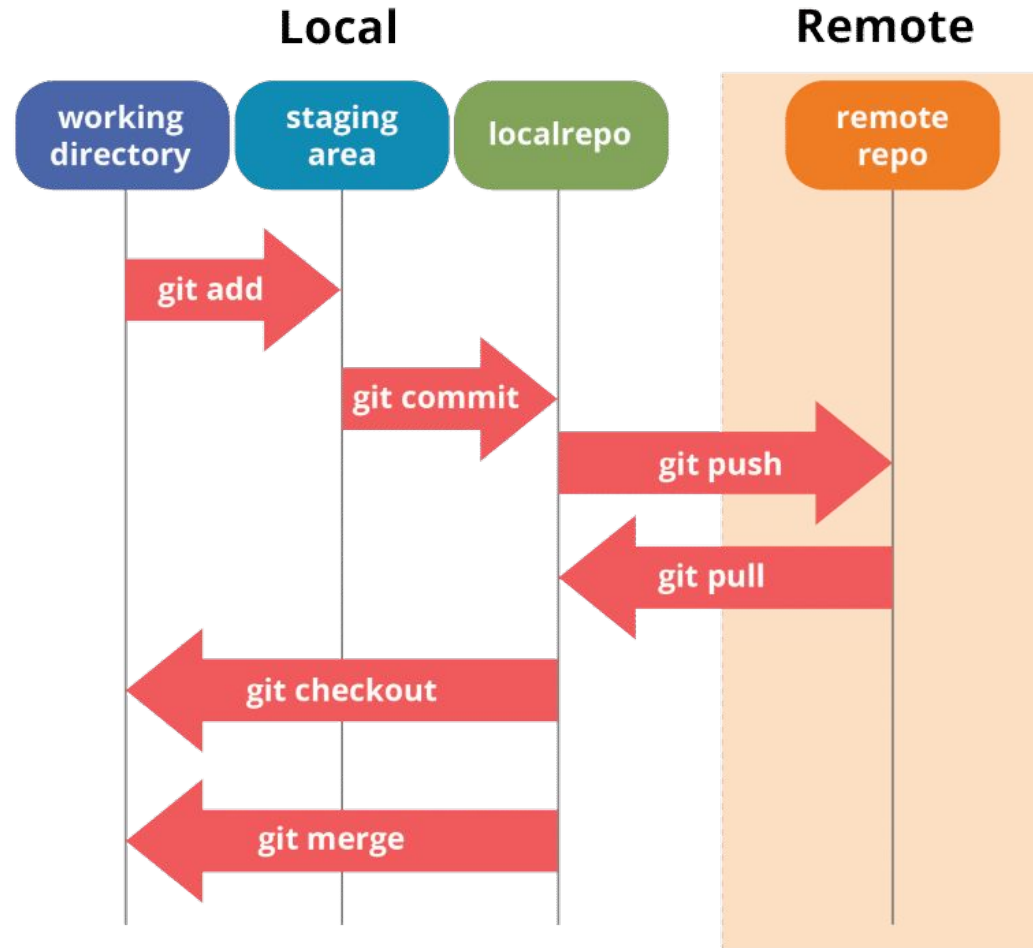 Local
Remote
working
directory
staging
area
localrepo
remote
repo
git add
git commit
git push
git pull
git checkout
git merge